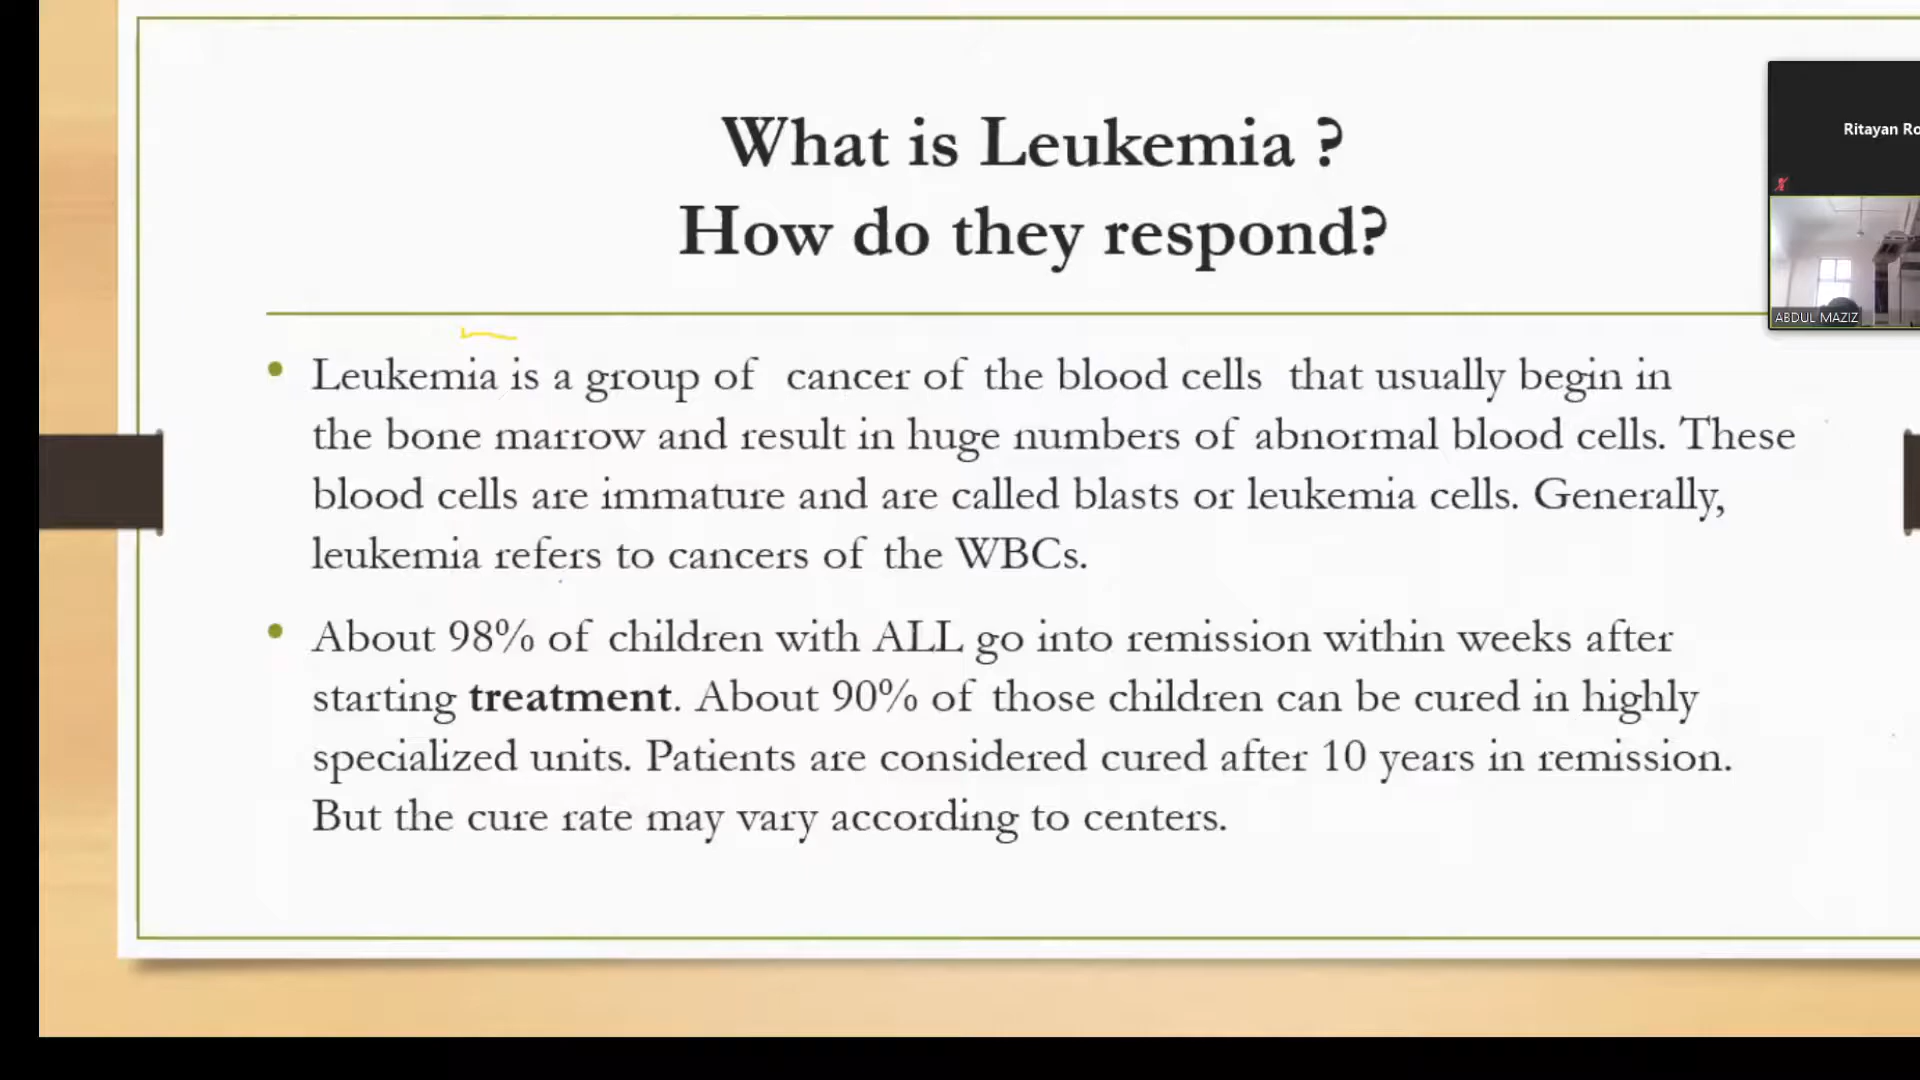 What is Leukemia ?
How do they respond?
Leukemia is a group of cancer of the blood cells that usually begin in
the bone marrow and result in huge numbers of abnormal blood cells. These
blood cells are immature and are called blasts or leukemia cells. Generally,
leukemia refers to cancers of the WBCs.
About 98% of children with ALL go into remission within weeks after
starting treatment. About 90% of those children can be cured in highly
specialized units. Patients are considered cured after 10 years in remission.
But the cure rate may vary according to centers.
Ritayan Ro
ABDUL MAZIZ